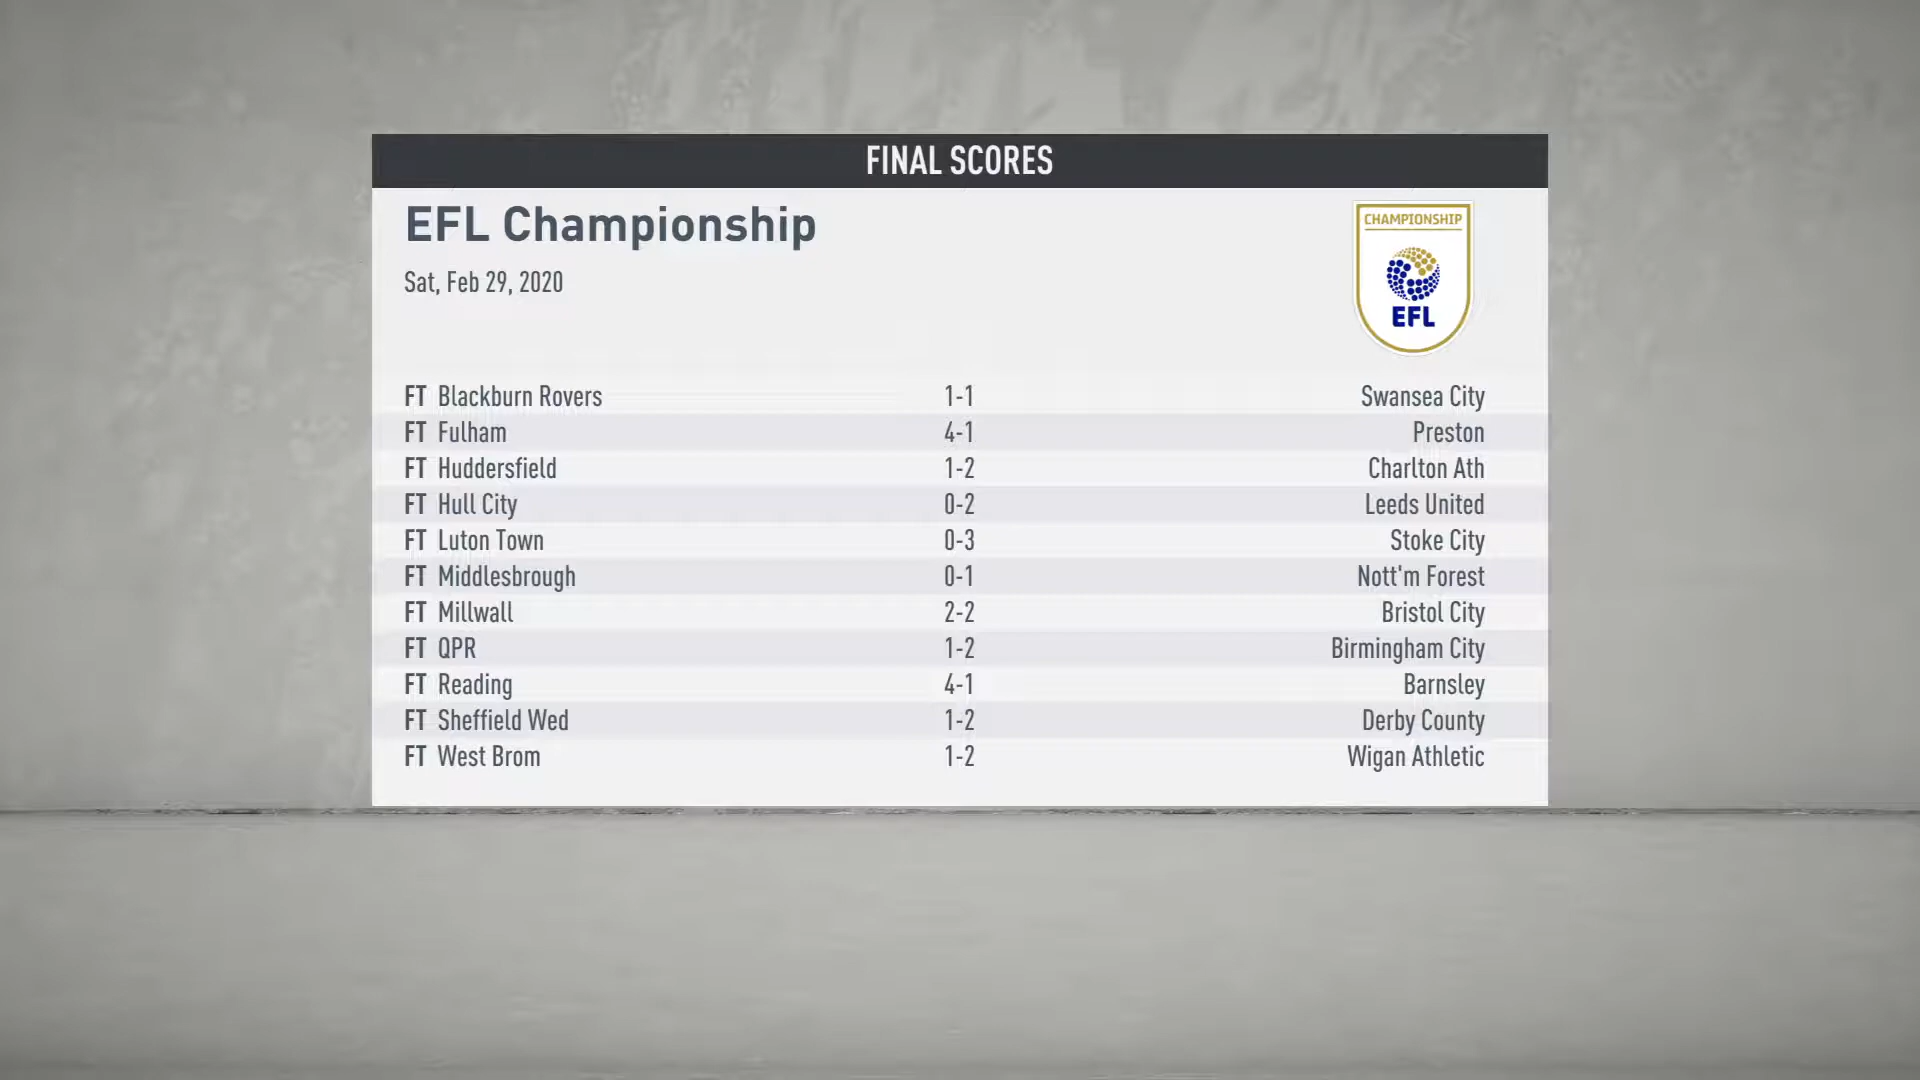 FINAL SCORES
EFL Championship
Sat, Feb 29, 2020
CHAMPIONSHIP
EFL
FT Blackburn Rovers 1-1 Swansea City
FT Fulham 4-1 Preston
FT Huddersfield 1-2 Charlton Ath
FT Hull City 0-2 Leeds United
FT Luton Town 0-3 Stoke City
FT Middlesbrough 0-1 Nott'm Forest
FT Millwall 2-2 Bristol City
FT QPR 1-2 Birmingham City
FT Reading 4-1 Barnsley
FT Sheffield Wed 1-2 Derby County
FT West Brom 1-2 Wigan Athletic